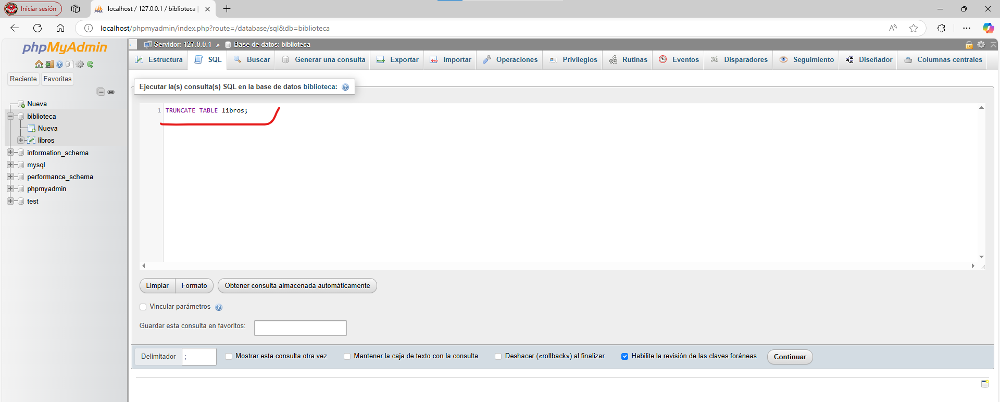 Iniciar sesión
localhost / 127.0.0.1 / biblioteca |
localhost/phpmyadmin/index.php?route=/database/sql&db=biblioteca
phpMyAdmin
Reciente
Favoritas
Nueva
biblioteca
Nueva
libros
information_schema
mysql
performance_schema
phpmyadmin
test
Servidor: 127.0.0.1 » Base de datos: biblioteca
Estructura
SQL
Buscar
Generar una consulta
Exportar
Importar
Operaciones
Privilegios
Rutinas
Eventos
Disparadores
Seguimiento
Diseñador
Columnas centrales
Ejecutar la(s) consulta(s) SQL en la base de datos biblioteca:
1 TRUNCATE TABLE libros;
Limpiar
Formato
Obtener consulta almacenada automáticamente
Vincular parámetros
Guardar esta consulta en favoritos:
Delimitador ;
Mostrar esta consulta otra vez
Mantener la caja de texto con la consulta
Deshacer («rollback») al finalizar
Habilite la revisión de las claves foráneas
Continuar